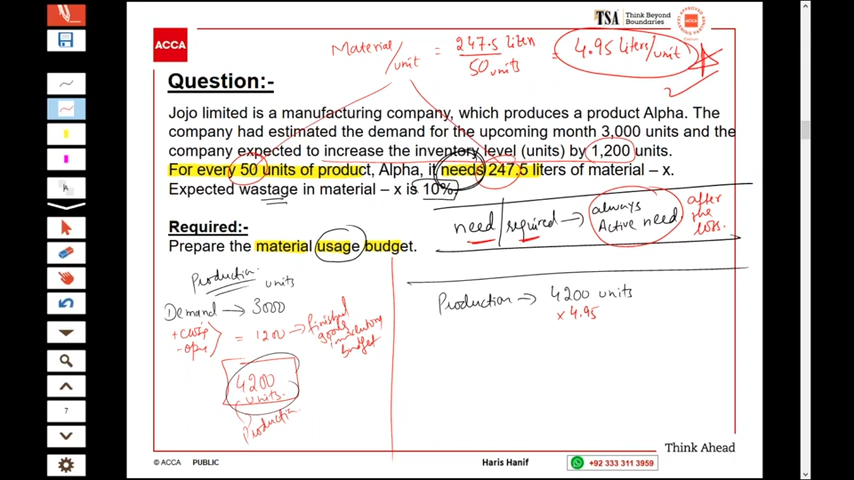 TSA Think Beyond
Boundaries
ACCA
ACCA
Material/unit = 247.5 liters / 50 units = 4.95 liters/unit
Question:-
Jojo limited is a manufacturing company, which produces a product Alpha. The
company had estimated the demand for the upcoming month 3,000 units and the
company expected to increase the inventory level (units) by 1,200 units.
For every 50 units of product, Alpha, it needs 247.5 liters of material – x.
Expected wastage in material – x is 10%.
need/required → always
Active need
after
the
loss.
Required:-
Prepare the material usage budget.
Production units
Demand → 3000
= 1200 → finished
goods
inventory
budget
4200
units.
Production
Production → 4200 units
x 4.95
7
Think Ahead
© ACCA PUBLIC
Haris Hanif
+92 333 311 3959